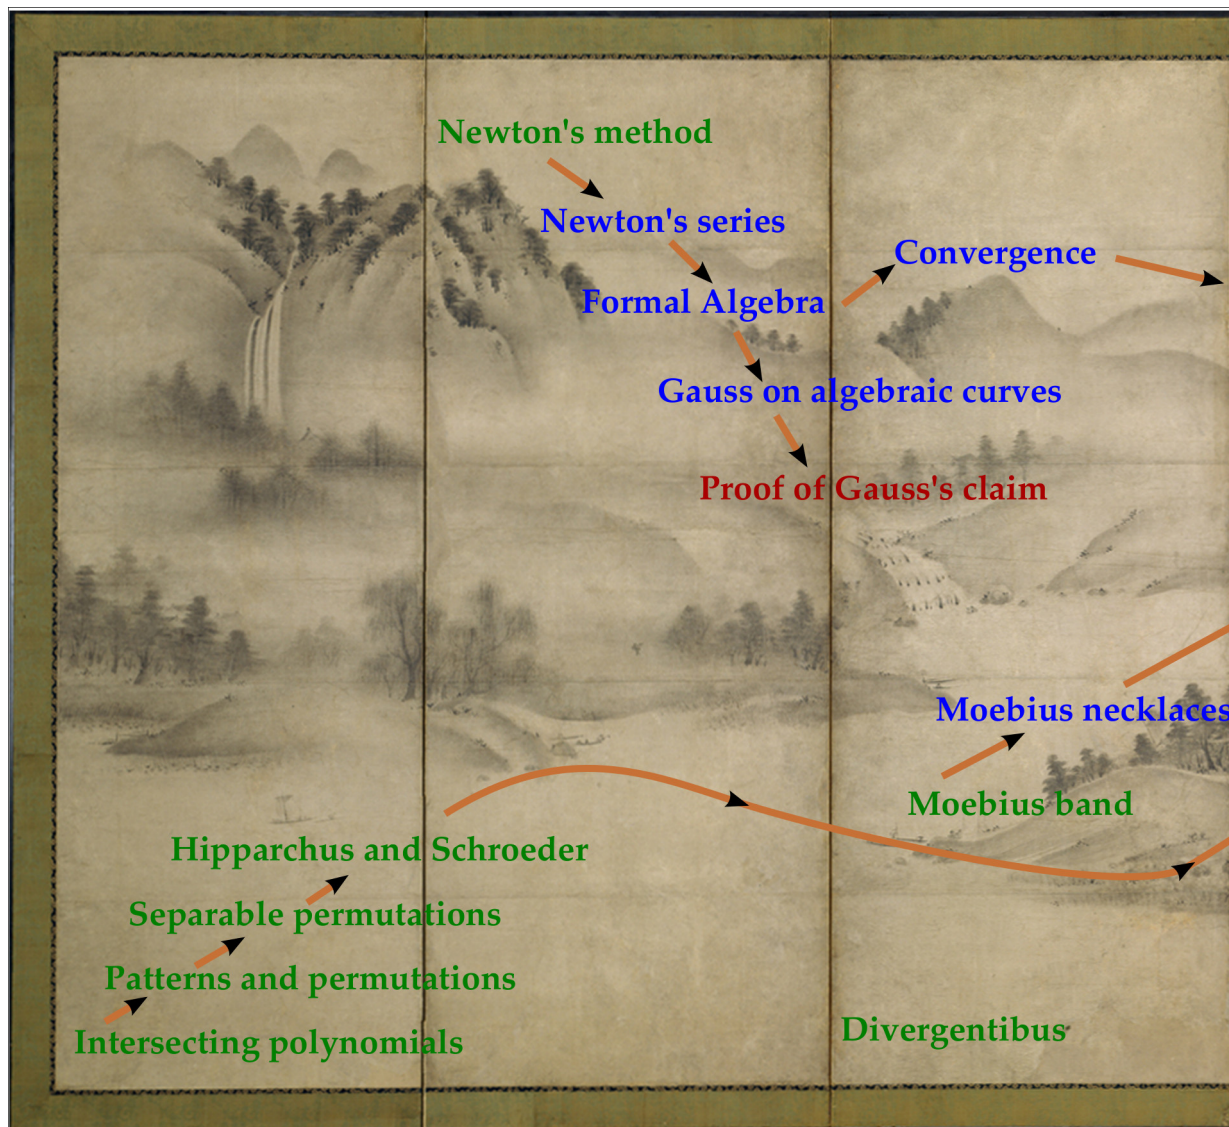 Newton's method
Newton's series
Convergence
Formal Algebra
Gauss on algebraic curves
Proof of Gauss's claim
Moebius necklaces
Moebius band
Hipparchus and Schroeder
Separable permutations
Patterns and permutations
Divergentibus
Intersecting polynomials